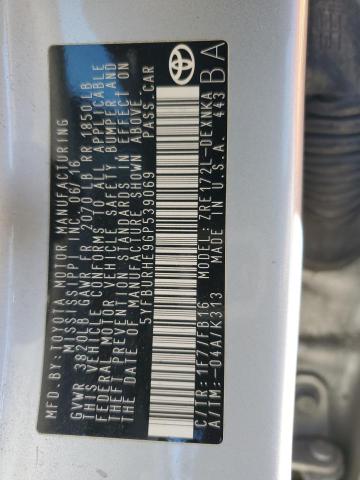 MFD.BY:TOYOTA MOTOR MANUFACTURING
MISSISSIPPI INC. 06/16
GVWR 3820LB GAWR FR 2070 LB RR 1850 LB
THIS VEHICLE CONFORMS TO ALL APPLICABLE
FEDERAL MOTOR VEHICLE SAFETY, BUMPER AND
THEFT PREVENTION STANDARDS IN EFFECT ON
THE DATE OF MANUFACTURE SHOWN ABOVE.
5YFBURHE9GP539069 PASS.CAR
C/TR: 1F7/FB16 ZRE172L-DEXNKA
A/TM: -04A/K313 MADE IN U.S.A. 443
TOYOTA
BA